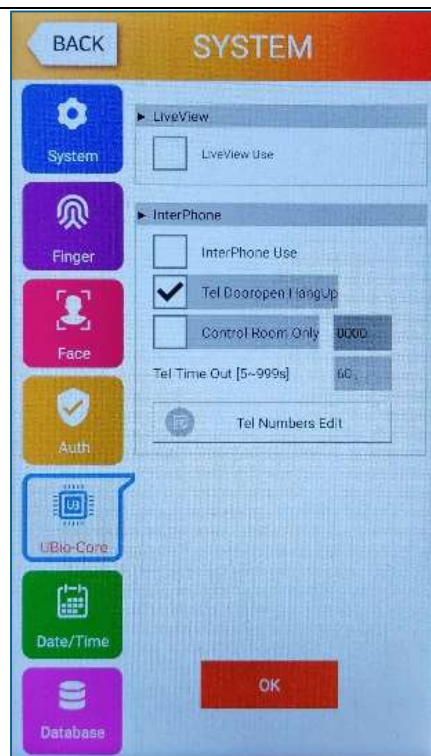 BACK
SYSTEM
System
Finger
Face
Auth
UBio-Core
Date/Time
Database
LiveView
LiveView Use
InterPhone
InterPhone Use
Tel Dooropen HangUp
Control Room Only 0000
Tel Time Out [5~999s] 60
Tel Numbers Edit
OK